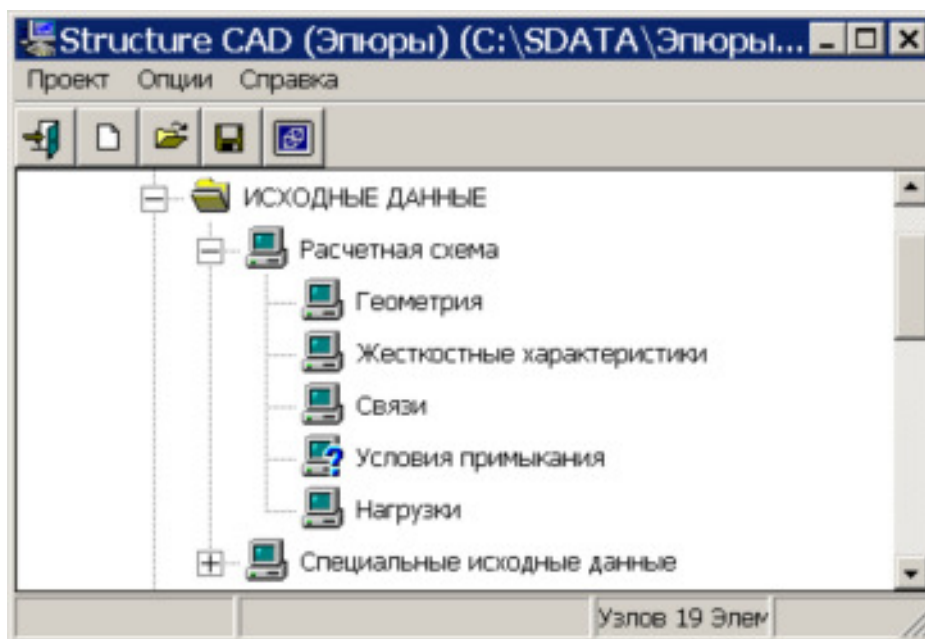 Structure CAD (Эпюры) (C:\SDATA\Эпюры...
Проект Опции Справка
ИСХОДНЫЕ ДАННЫЕ
Расчетная схема
Геометрия
Жесткостные характеристики
Связи
Условия примыкания
Нагрузки
Специальные исходные данные
Узлов 19 Элем